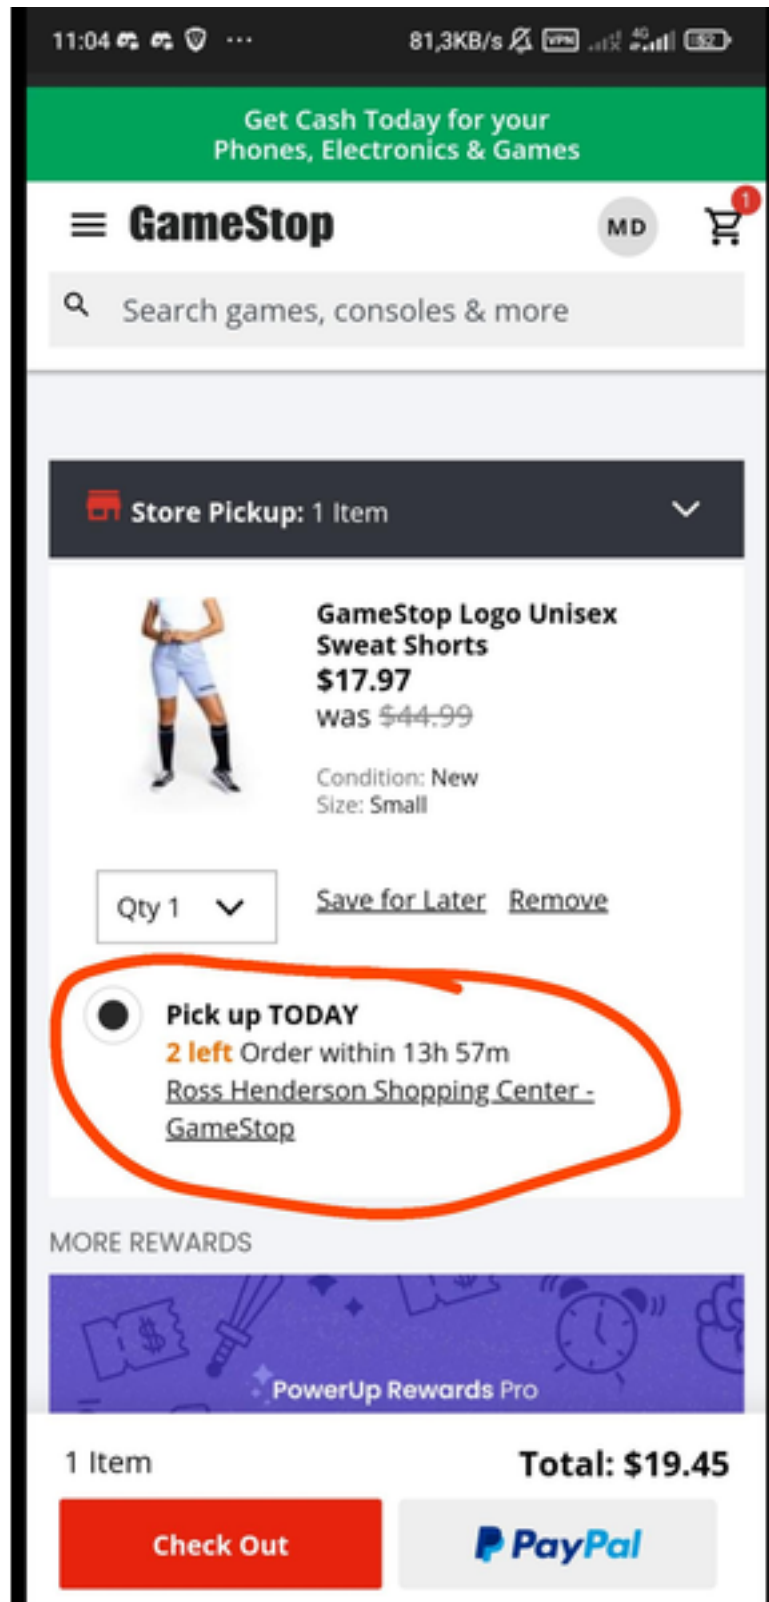 11:04 ...
81,3KB/s VPN 4G 52
Get Cash Today for your
Phones, Electronics & Games
GameStop
MD
1
Search games, consoles & more
Store Pickup: 1 Item
GameStop Logo Unisex
Sweat Shorts
$17.97
was $44.99
Condition: New
Size: Small
Qty 1
Save for Later Remove
Pick up TODAY
2 left Order within 13h 57m
Ross Henderson Shopping Center -
GameStop
MORE REWARDS
$
PowerUp Rewards Pro
1 Item
Total: $19.45
Check Out
PayPal